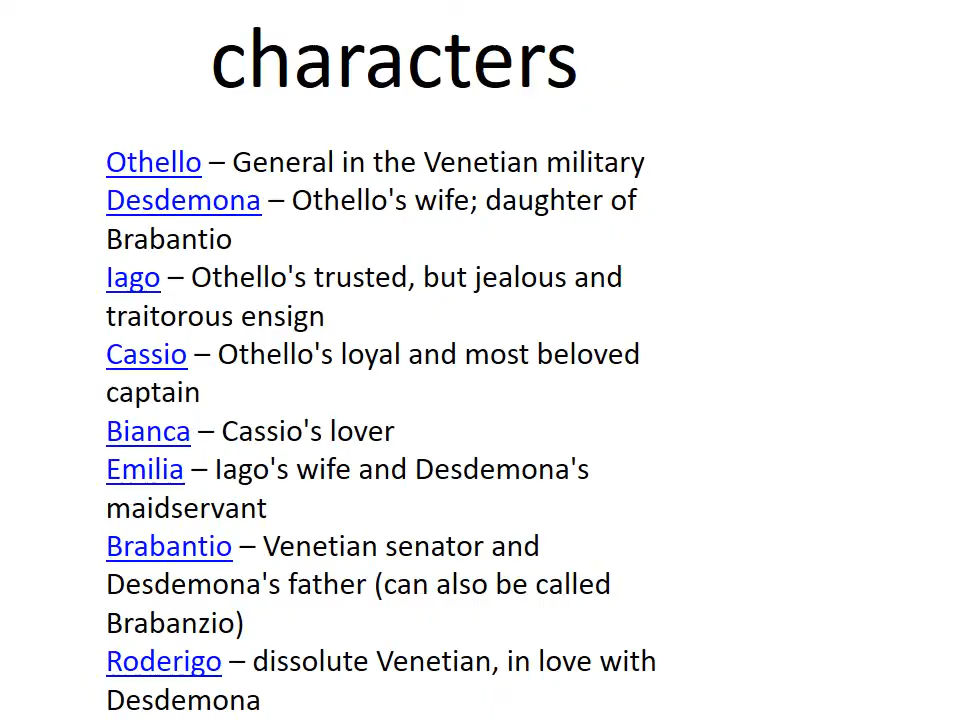 characters
Othello – General in the Venetian military
Desdemona – Othello's wife; daughter of
Brabantio
Iago – Othello's trusted, but jealous and
traitorous ensign
Cassio – Othello's loyal and most beloved
captain
Bianca – Cassio's lover
Emilia – Iago's wife and Desdemona's
maidservant
Brabantio – Venetian senator and
Desdemona's father (can also be called
Brabanzio)
Roderigo – dissolute Venetian, in love with
Desdemona